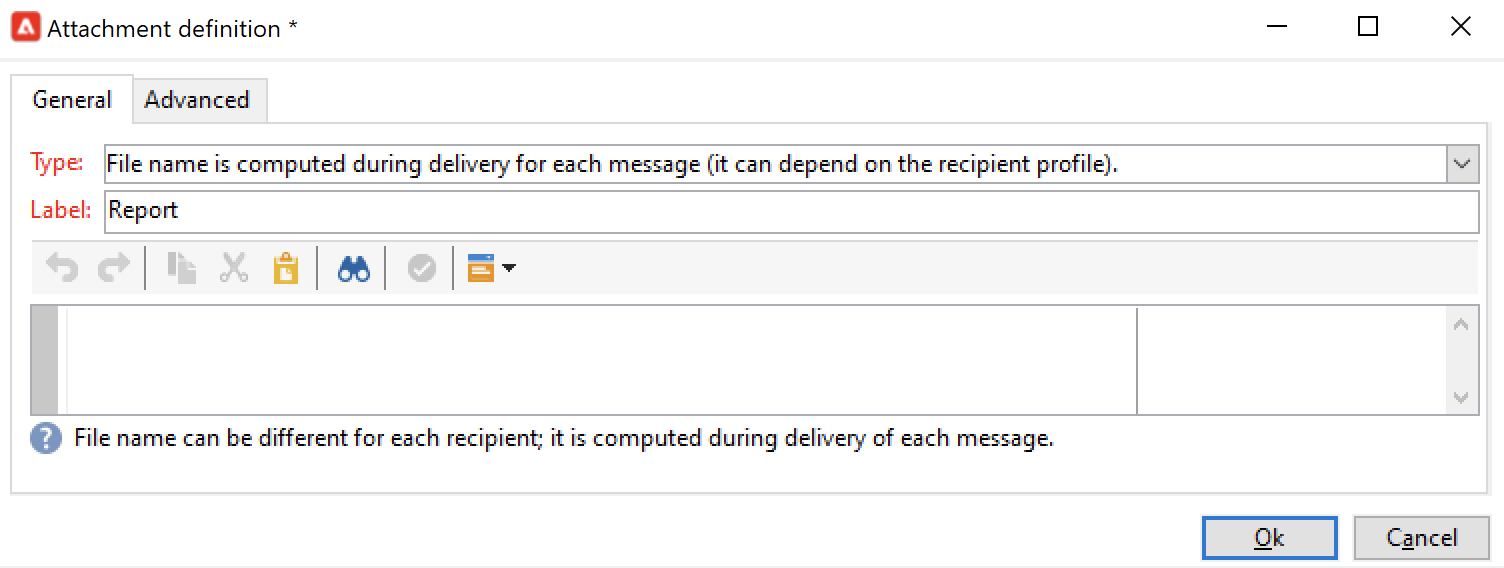 Attachment definition *
General Advanced
Type: File name is computed during delivery for each message (it can depend on the recipient profile).
Label: Report
File name can be different for each recipient; it is computed during delivery of each message.
Ok Cancel